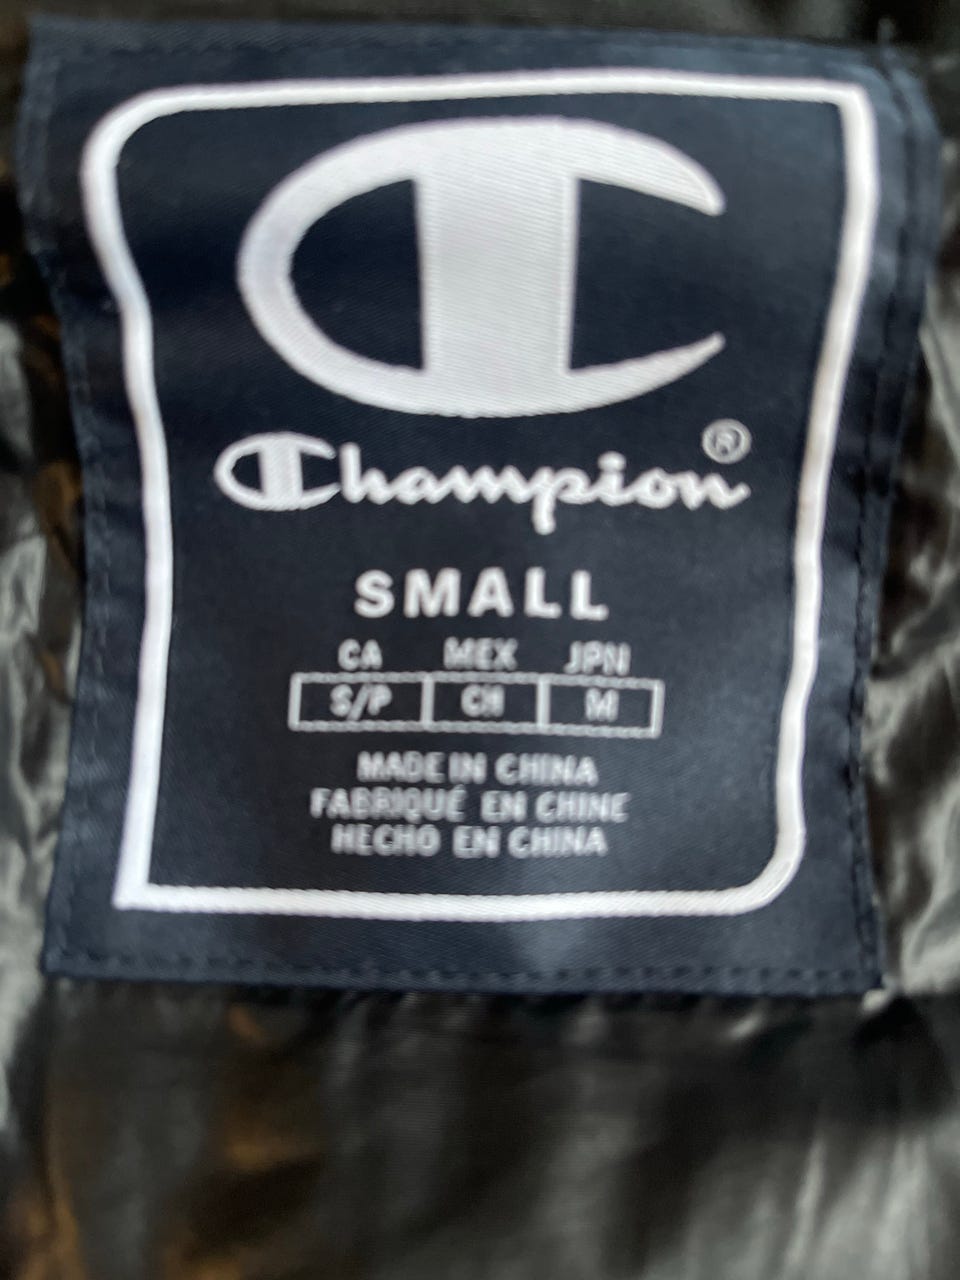 Champion®
SMALL
CA MEX JPN
S/P CH M
MADE IN CHINA
FABRIQUÉ EN CHINE
HECHO EN CHINA